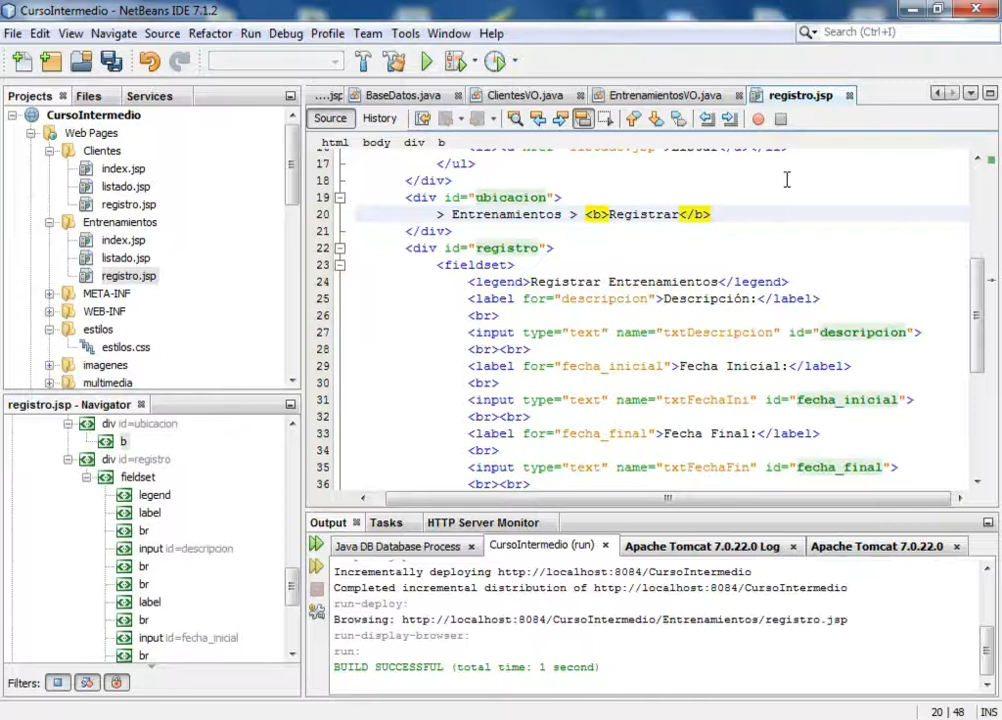 CursoIntermedio - NetBeans IDE 7.1.2
File Edit View Navigate Source Refactor Run Debug Profile Team Tools Window Help
Search (Ctrl+I)
Projects Files Services
CursoIntermedio
Web Pages
Clientes
index.jsp
listado.jsp
registro.jsp
Entrenamientos
index.jsp
listado.jsp
registro.jsp
META-INF
WEB-INF
estilos
estilos.css
imagenes
multimedia
registro.jsp - Navigator
div id=ubicacion
b
div id=registro
fieldset
legend
label
br
input id=descripcion
br
br
label
br
input id=fecha_inicial
br
Filters:
...jsp BaseDatos.java ClientesVO.java EntrenamientosVO.java registro.jsp
Source History
html body div b
17 </ul>
18 </div>
19 <div id="ubicacion">
20 > Entrenamientos > <b>Registrar</b>
21 </div>
22 <div id="registro">
23 <fieldset>
24 <legend>Registrar Entrenamientos</legend>
25 <label for="descripcion">Descripción:</label>
26 <br>
27 <input type="text" name="txtDescripcion" id="descripcion">
28 <br><br>
29 <label for="fecha_inicial">Fecha Inicial:</label>
30 <br>
31 <input type="text" name="txtFechaIni" id="fecha_inicial">
32 <br><br>
33 <label for="fecha_final">Fecha Final:</label>
34 <br>
35 <input type="text" name="txtFechaFin" id="fecha_final">
36 <br><br>
Output Tasks HTTP Server Monitor
Java DB Database Process CursoIntermedio (run) Apache Tomcat 7.0.22.0 Log Apache Tomcat 7.0.22.0
Incrementally deploying http://localhost:8084/CursoIntermedio
Completed incremental distribution of http://localhost:8084/CursoIntermedio
run-deploy:
Browsing: http://localhost:8084/CursoIntermedio/Entrenamientos/registro.jsp
run-display-browser:
run:
BUILD SUCCESSFUL (total time: 1 second)
20 | 48 INS